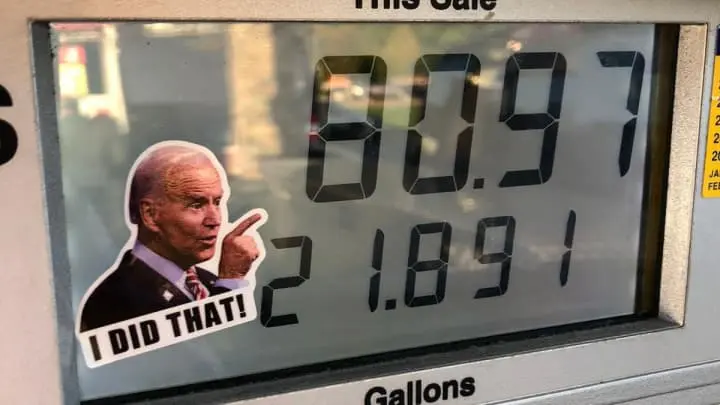 This Sale
80.97
21.891
I DID THAT!
Gallons